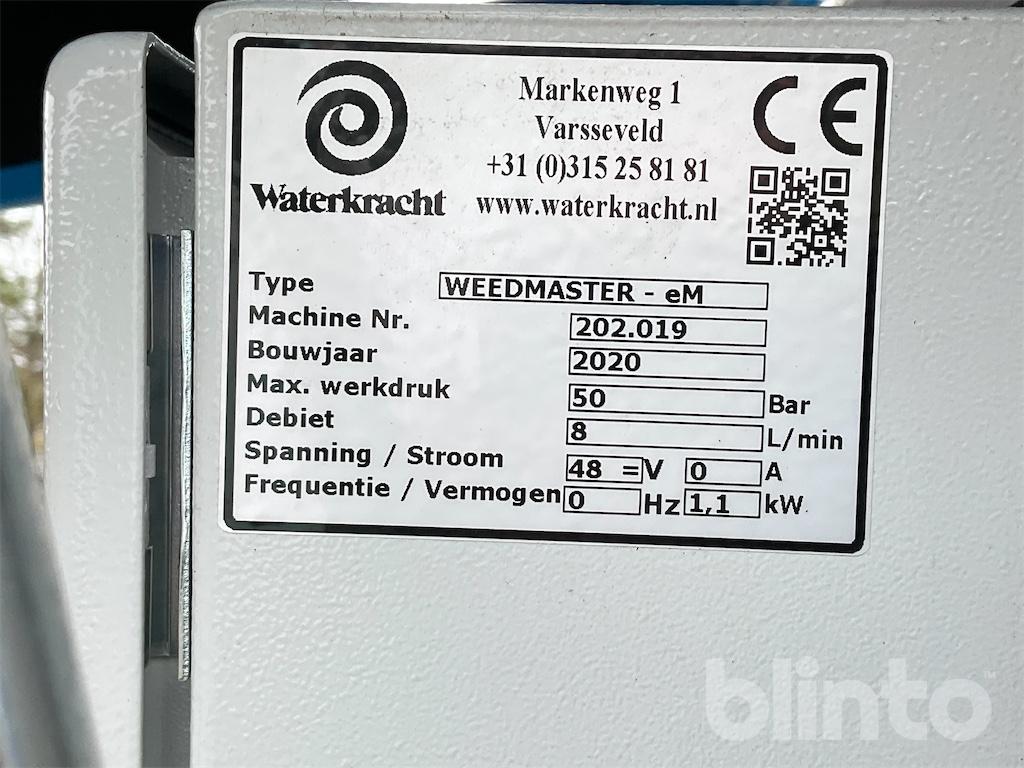 Waterkracht
Markenweg 1
Varsseveld
+31 (0)315 25 81 81
www.waterkracht.nl
CE
Type WEEDMASTER - eM
Machine Nr. 202.019
Bouwjaar 2020
Max. werkdruk 50 Bar
Debiet 8 L/min
Spanning / Stroom 48 =V 0 A
Frequentie / Vermogen 0 Hz 1,1 kW
blinto